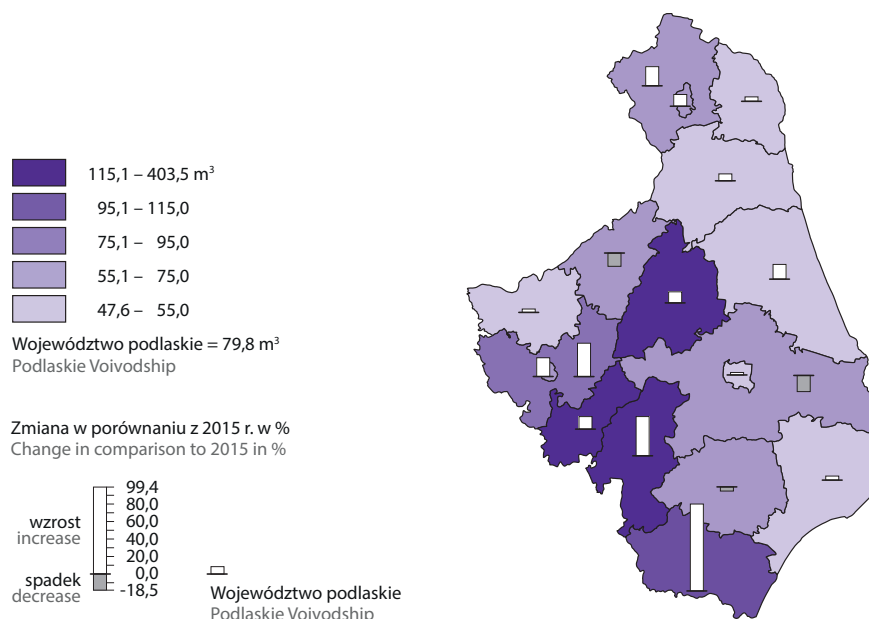 115,1 – 403,5 m³
95,1 – 115,0
75,1 – 95,0
55,1 – 75,0
47,6 – 55,0
Województwo podlaskie = 79,8 m³
Podlaskie Voivodship
Zmiana w porównaniu z 2015 r. w %
Change in comparison to 2015 in %
99,4
80,0
60,0
40,0
20,0
0,0
-18,5
wzrost
increase
spadek
decrease
Województwo podlaskie
Podlaskie Voivodship